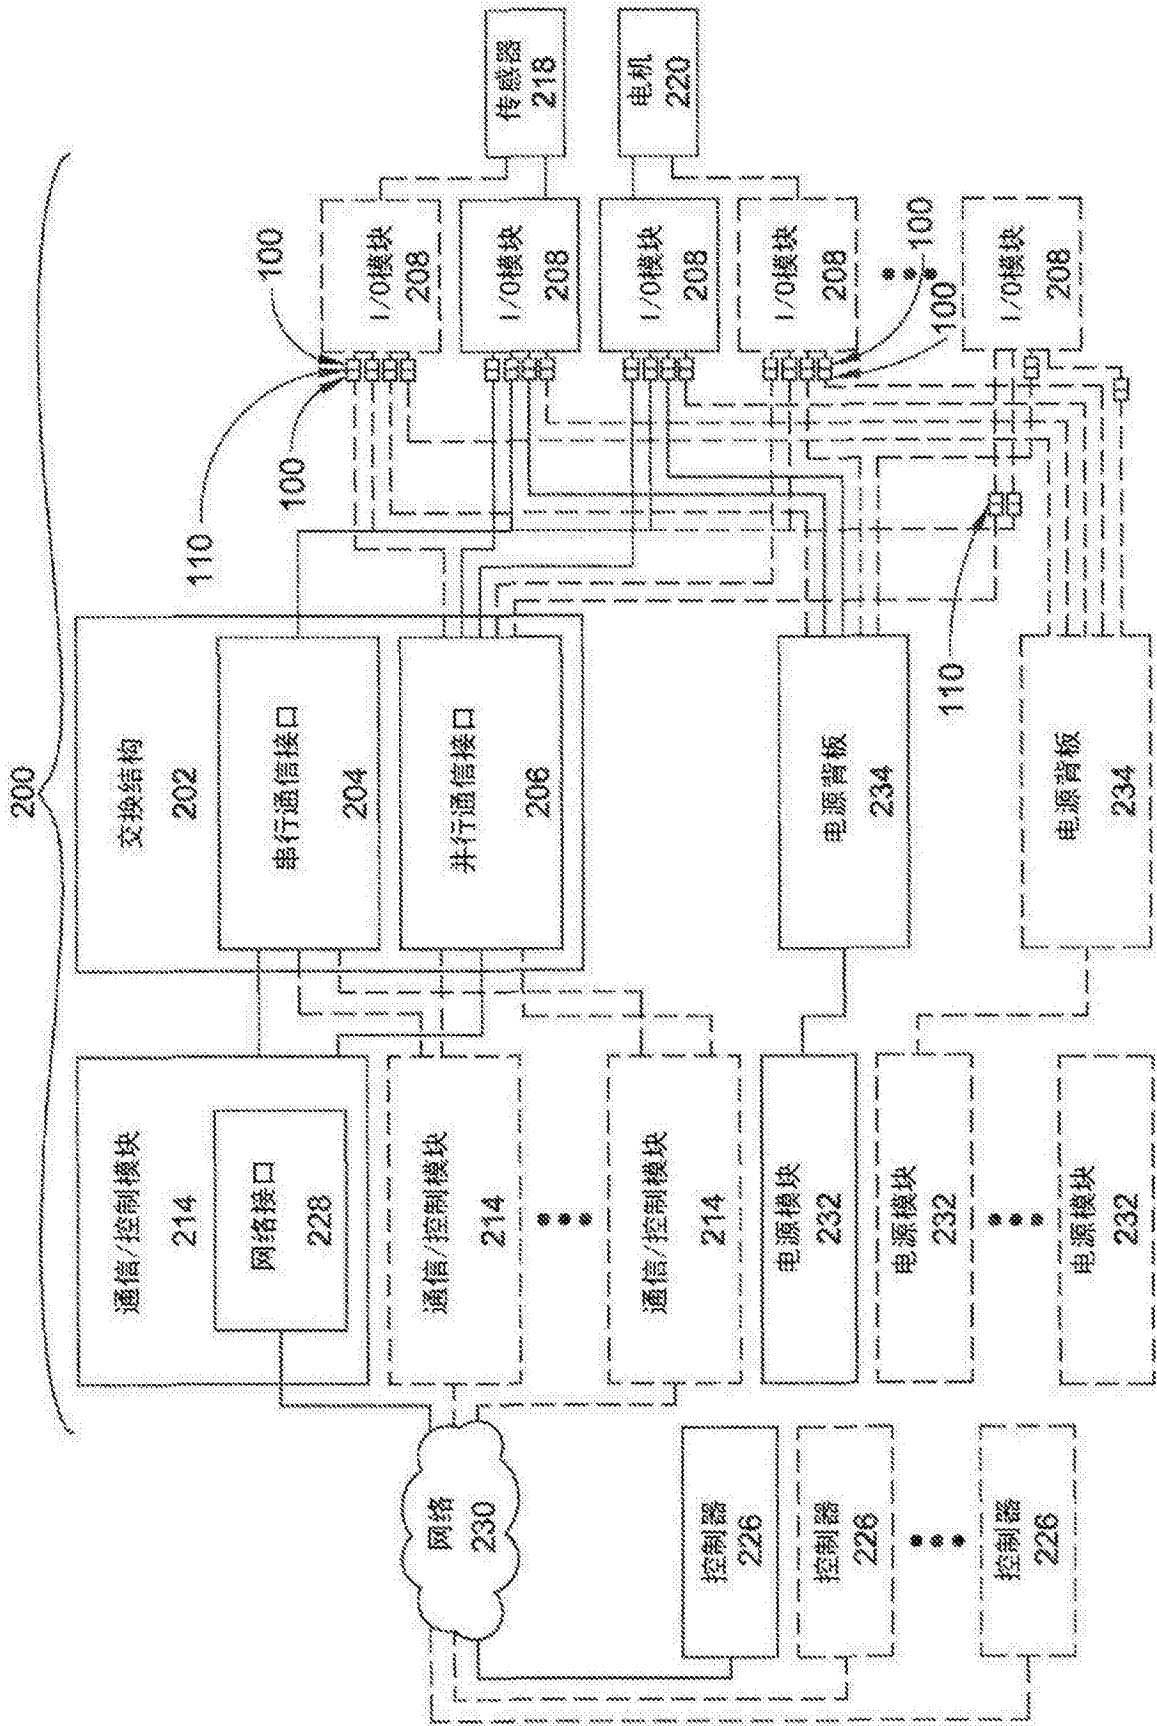 200
交换结构
202
串行通信接口
204
并行通信接口
206
通信/控制模块
214
网络接口
228
通信/控制模块
214
通信/控制模块
214
网络
230
控制器
226
控制器
226
控制器
226
电源模块
232
电源模块
232
电源模块
232
电源背板
234
电源背板
234
110
100
100
I/O模块
208
I/O模块
208
I/O模块
208
I/O模块
208
100
100
I/O模块
208
110
传感器
218
电机
220